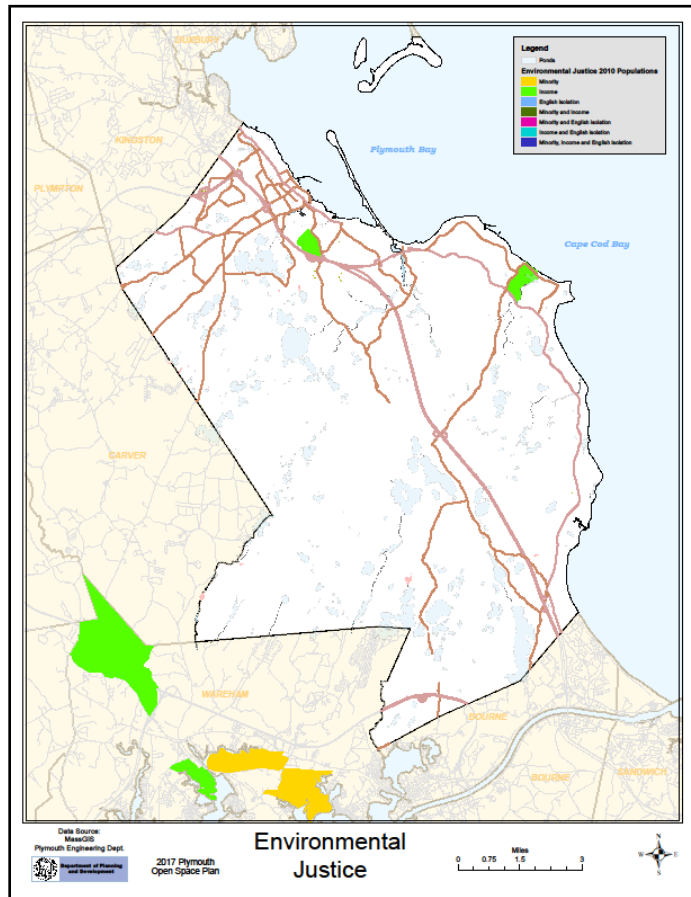 Legend
Ponds
Environmental Justice 2010 Populations
Minority
Income
English Isolation
Minority and Income
Minority and English Isolation
Income and English Isolation
Minority, Income and English Isolation
DUXBURY
KINGSTON
Plymouth Bay
PLYMPTON
Cape Cod Bay
CARVER
WAREHAM
BOURNE
BOURNE
SANDWICH
Data Source:
MassGIS
Plymouth Engineering Dept.
Department of Planning
and Development
2017 Plymouth
Open Space Plan
Environmental
Justice
Miles
0 0.75 1.5 3
N
W E
S